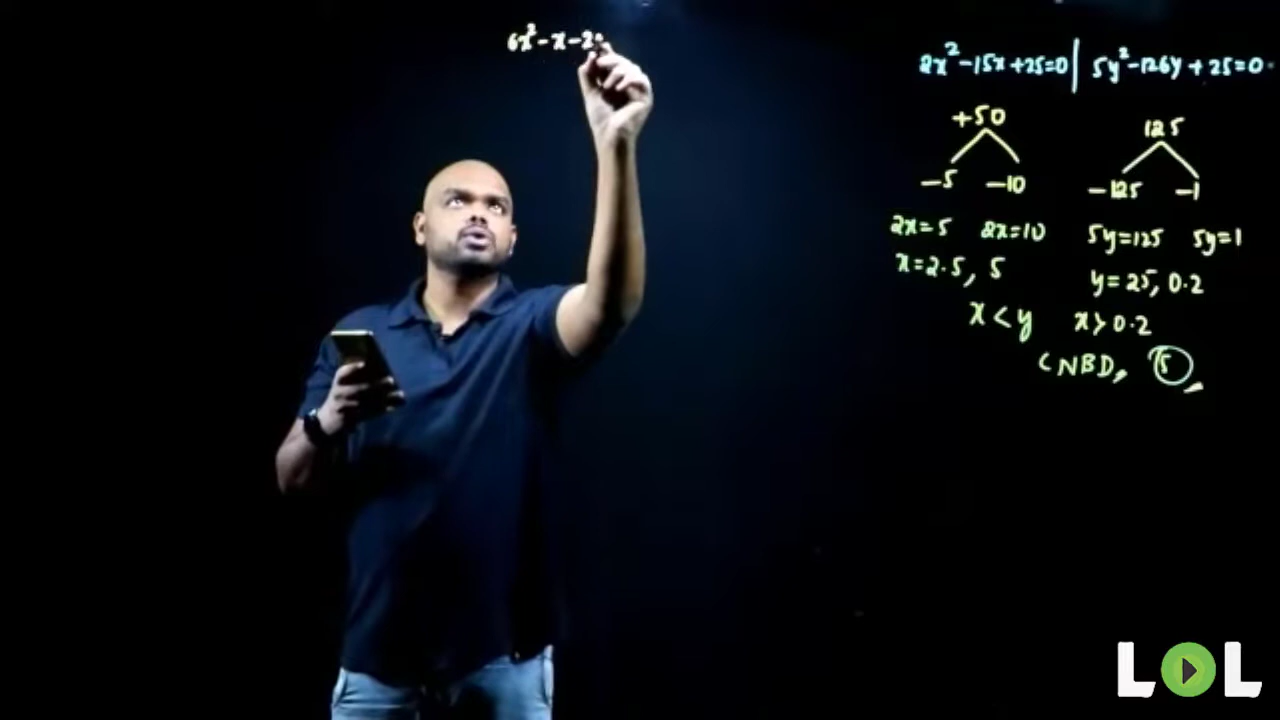 6x²-x-2
2x²-15x+25=0 | 5y²-126y+25=0
+50 125
-5 -10 -125 -1
2x=5 2x=10 5y=125 5y=1
x=2.5, 5 y=25, 0.2
x<y x>0.2
CNBD, 5
LOL